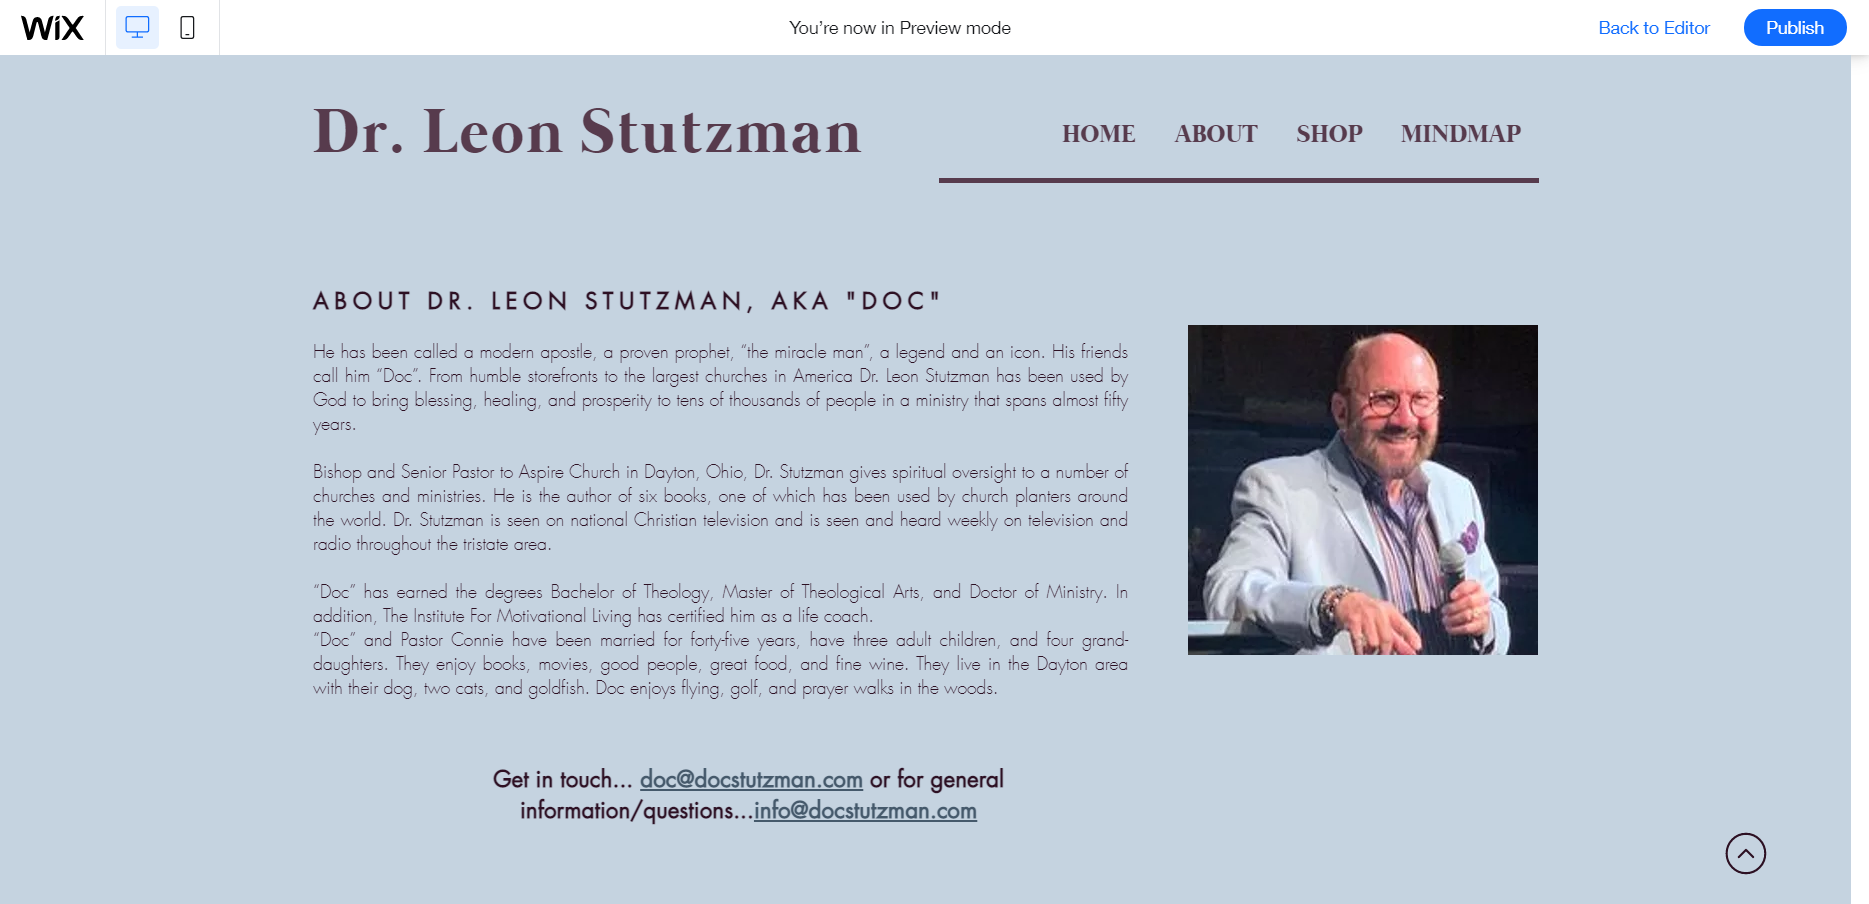 WiX
You're now in Preview mode
Back to Editor
Publish
Dr. Leon Stutzman
HOME
ABOUT
SHOP
MINDMAP
ABOUT DR. LEON STUTZMAN, AKA "DOC"
He has been called a modern apostle, a proven prophet, “the miracle man”, a legend and an icon. His friends
call him “Doc”. From humble storefronts to the largest churches in America Dr. Leon Stutzman has been used by
God to bring blessing, healing, and prosperity to tens of thousands of people in a ministry that spans almost fifty
years.
Bishop and Senior Pastor to Aspire Church in Dayton, Ohio, Dr. Stutzman gives spiritual oversight to a number of
churches and ministries. He is the author of six books, one of which has been used by church planters around
the world. Dr. Stutzman is seen on national Christian television and is seen and heard weekly on television and
radio throughout the tristate area.
“Doc” has earned the degrees Bachelor of Theology, Master of Theological Arts, and Doctor of Ministry. In
addition, The Institute For Motivational Living has certified him as a life coach.
“Doc” and Pastor Connie have been married for forty-five years, have three adult children, and four grand-
daughters. They enjoy books, movies, good people, great food, and fine wine. They live in the Dayton area
with their dog, two cats, and goldfish. Doc enjoys flying, golf, and prayer walks in the woods.
Get in touch... doc@docstutzman.com or for general
information/questions...info@docstutzman.com